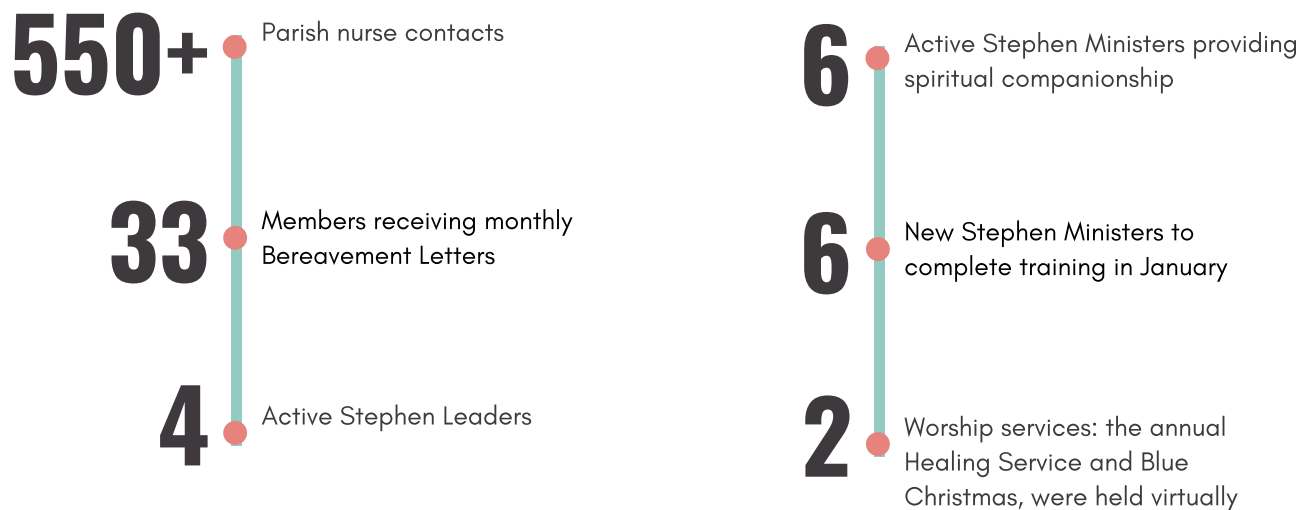 550+
Parish nurse contacts
33
Members receiving monthly
Bereavement Letters
4
Active Stephen Leaders
6
Active Stephen Ministers providing
spiritual companionship
6
New Stephen Ministers to
complete training in January
2
Worship services: the annual
Healing Service and Blue
Christmas, were held virtually